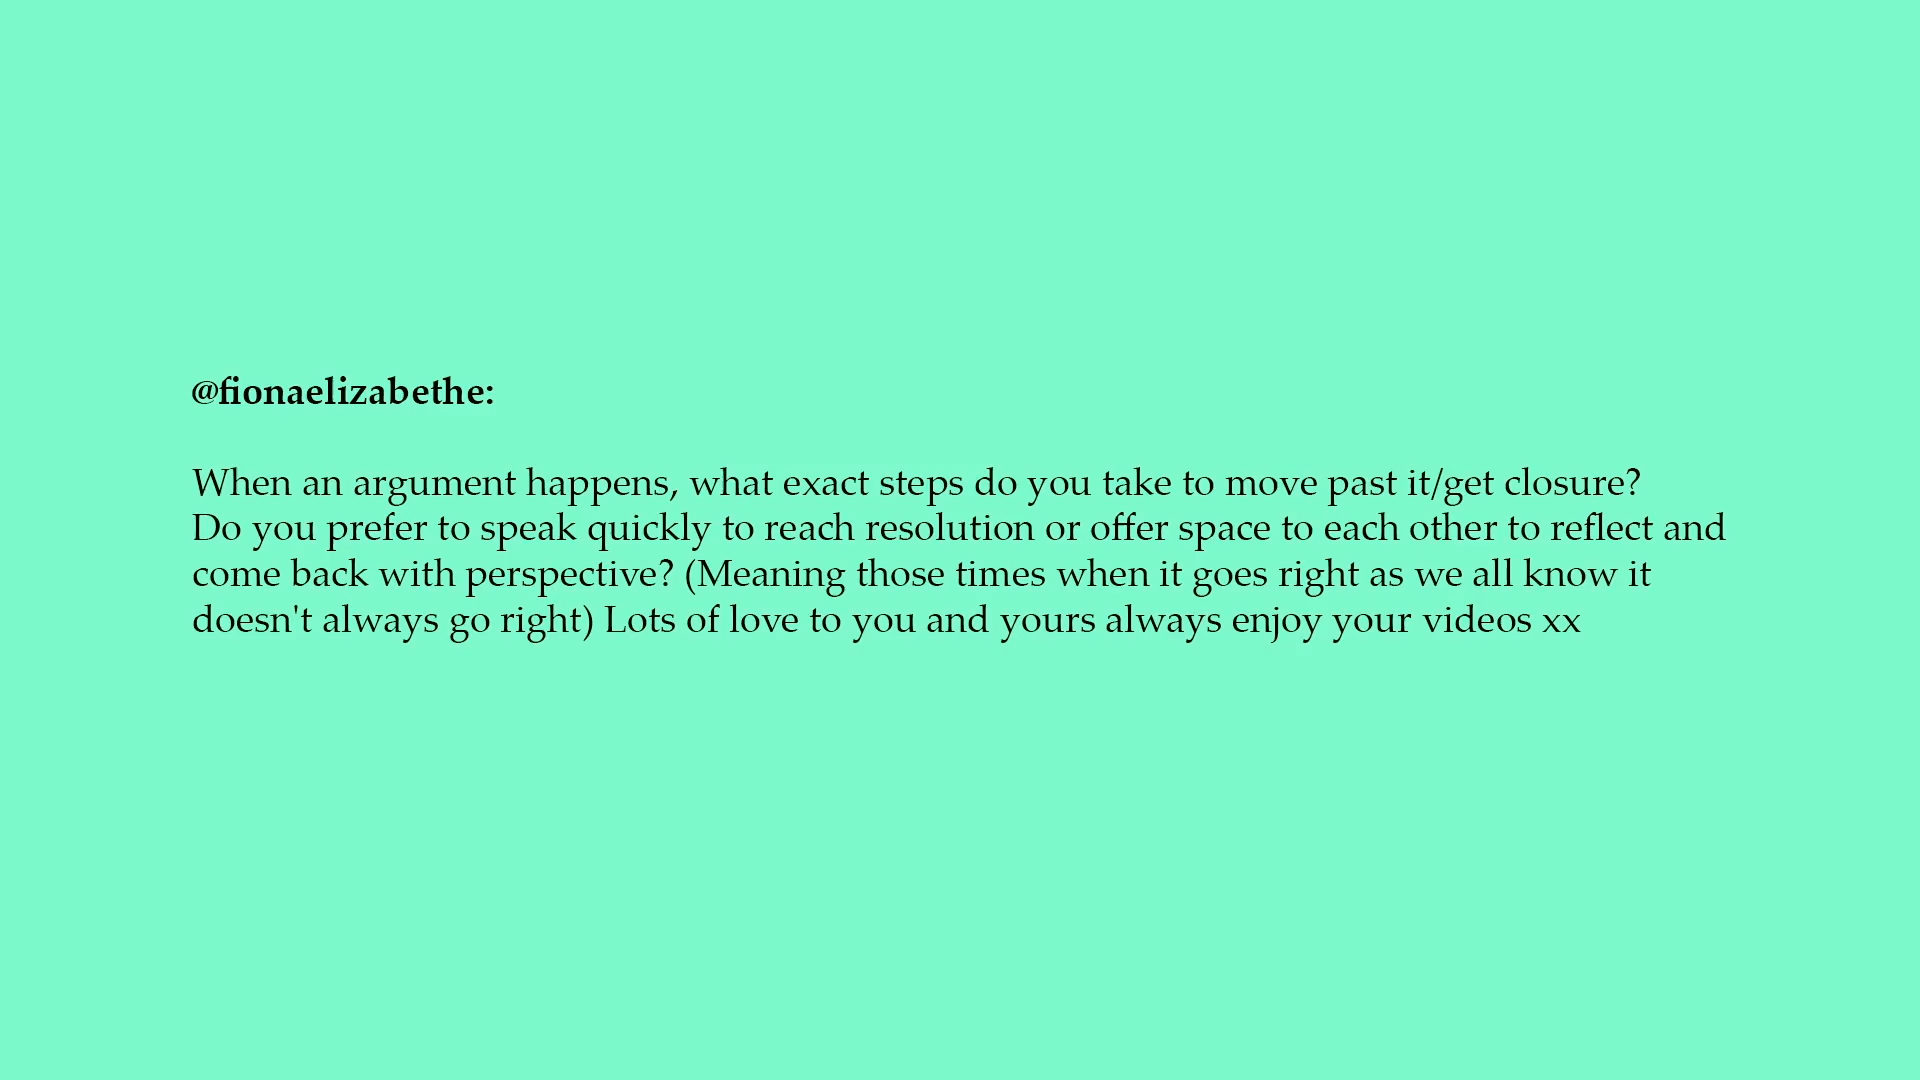 @fionaelizabethe:
When an argument happens, what exact steps do you take to move past it/get closure?
Do you prefer to speak quickly to reach resolution or offer space to each other to reflect and
come back with perspective? (Meaning those times when it goes right as we all know it
doesn't always go right) Lots of love to you and yours always enjoy your videos xx